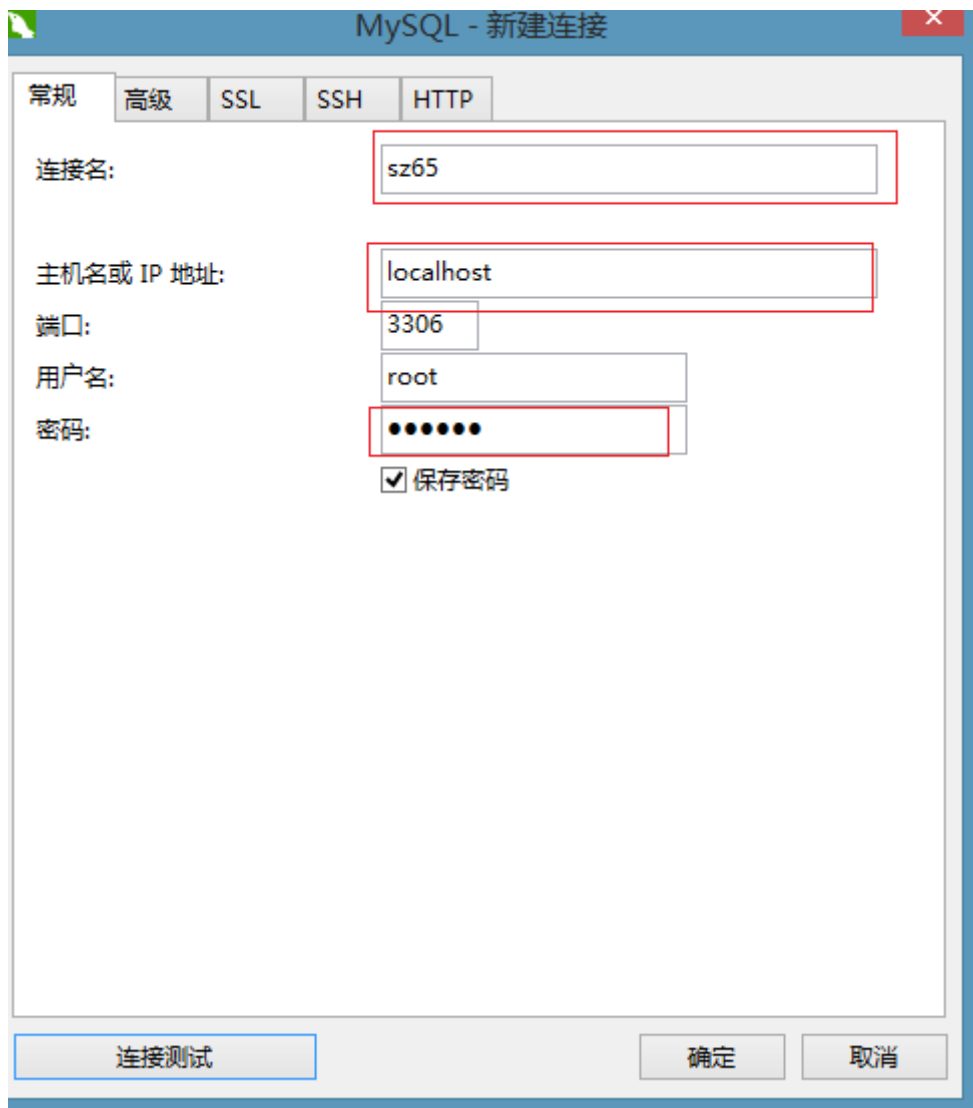 MySQL - 新建连接
常规 高级 SSL SSH HTTP
连接名: sz65
主机名或 IP 地址: localhost
端口: 3306
用户名: root
密码: ●●●●●●
保存密码
连接测试 确定 取消